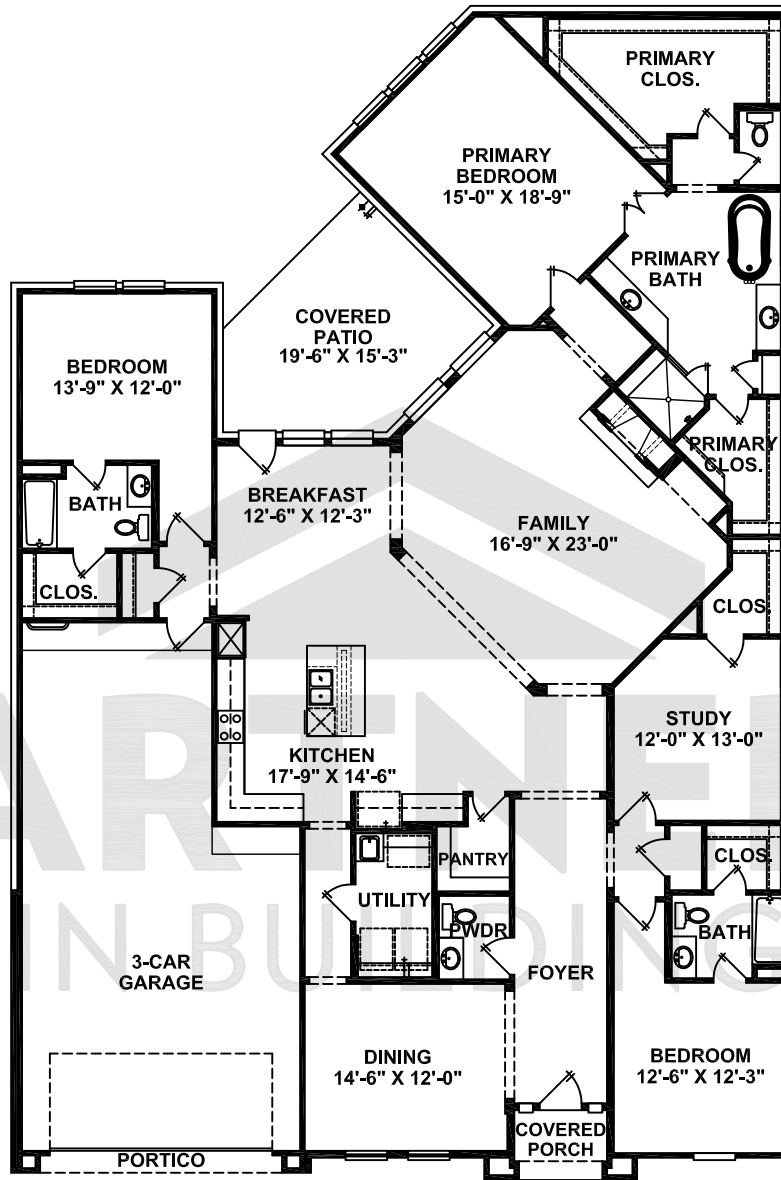 PRIMARY
CLOS.
PRIMARY
BEDROOM
15'-0" X 18'-9"
PRIMARY
BATH
COVERED
PATIO
19'-6" X 15'-3"
BEDROOM
13'-9" X 12'-0"
BATH
CLOS.
BREAKFAST
12'-6" X 12'-3"
FAMILY
16'-9" X 23'-0"
PRIMARY
CLOS.
CLOS.
STUDY
12'-0" X 13'-0"
KITCHEN
17'-9" X 14'-6"
PANTRY
UTILITY
PWDR
CLOS.
BATH
3-CAR
GARAGE
FOYER
DINING
14'-6" X 12'-0"
BEDROOM
12'-6" X 12'-3"
COVERED
PORCH
PORTICO
ARTNE
IN BUILDING